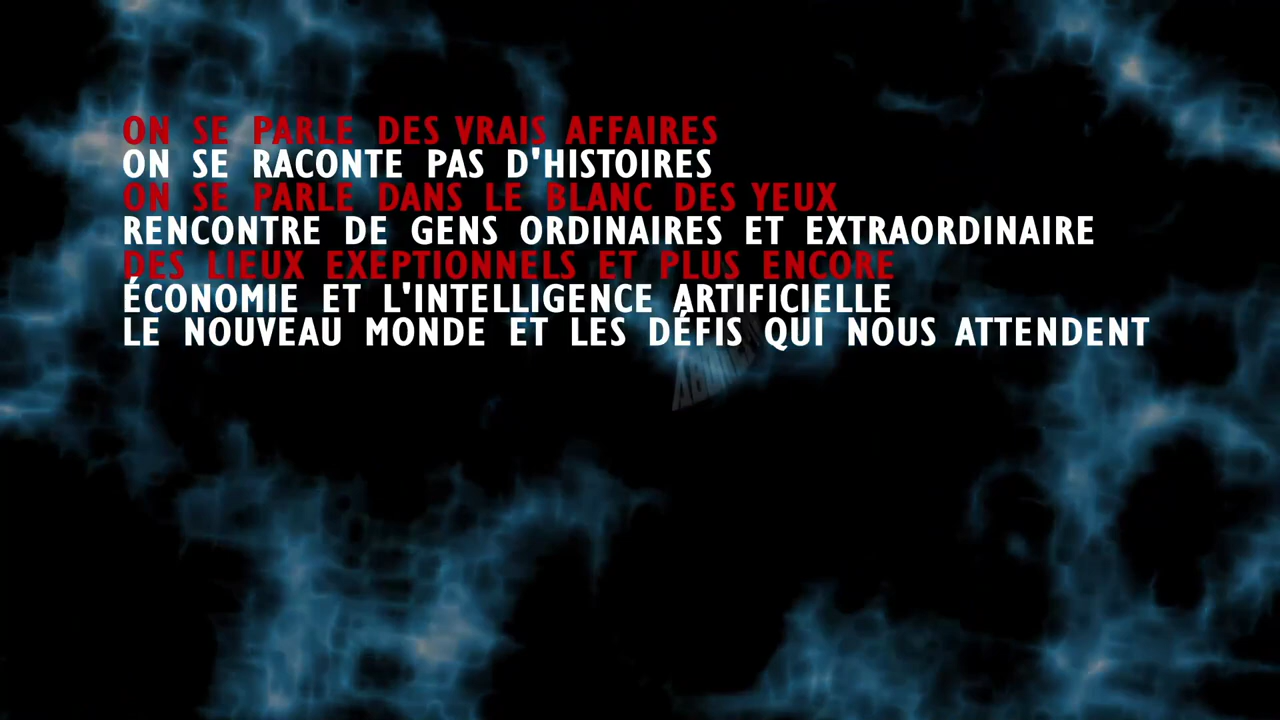 ON SE PARLE DES VRAIS AFFAIRES
ON SE RACONTE PAS D'HISTOIRES
ON SE PARLE DANS LE BLANC DES YEUX
RENCONTRE DE GENS ORDINAIRES ET EXTRAORDINAIRE
DES LIEUX EXEPTIONNELS ET PLUS ENCORE
ÉCONOMIE ET L'INTELLIGENCE ARTIFICIELLE
LE NOUVEAU MONDE ET LES DÉFIS QUI NOUS ATTENDENT